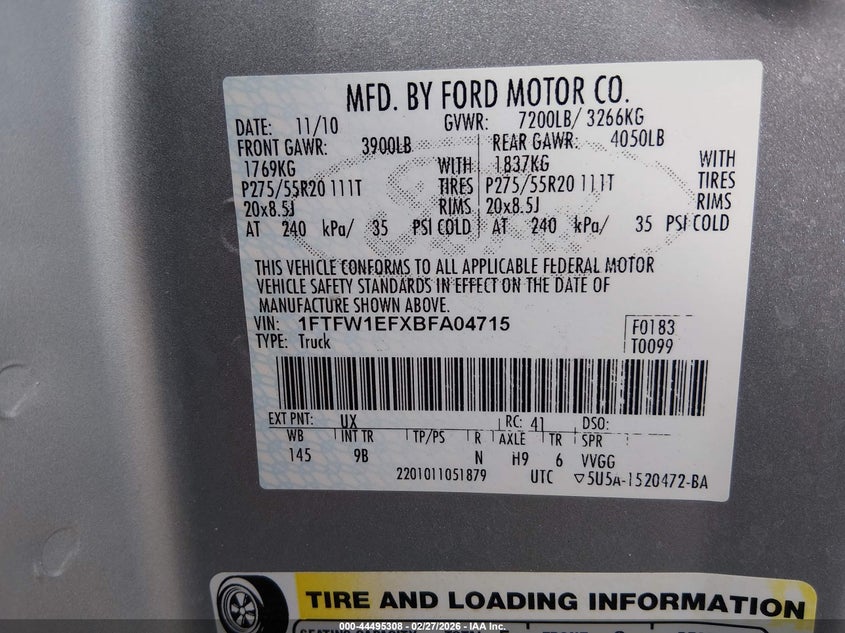 MFD. BY FORD MOTOR CO.
DATE: 11/10 GVWR: 7200LB/ 3266KG
FRONT GAWR: 3900LB REAR GAWR: 4050LB
1769KG WITH 1837KG WITH
P275/55R20 111T TIRES P275/55R20 111T TIRES
20x8.5J RIMS 20x8.5J RIMS
AT 240 kPa/ 35 PSI COLD AT 240 kPa/ 35 PSI COLD
THIS VEHICLE CONFORMS TO ALL APPLICABLE FEDERAL MOTOR
VEHICLE SAFETY STANDARDS IN EFFECT ON THE DATE OF
MANUFACTURE SHOWN ABOVE.
VIN: 1FTFW1EFXBFA04715 F0183
TYPE: Truck T0099
EXT PNT: UX RC: 41 DSO:
WB INT TR TP/PS R AXLE TR SPR
145 9B N H9 6 VVGG
2201011051879 UTC ▽5U5A-1520472-BA
TIRE AND LOADING INFORMATION
000-44495308 - 02/27/2026 - IAA Inc.